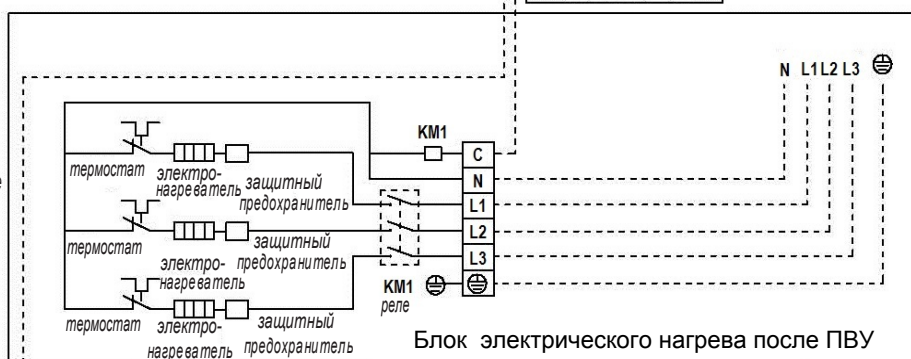 N L1 L2 L3
KM1
C
N
L1
L2
L3
термостат
электро-
нагреватель
защитный
предохранитель
термостат
электро-
нагреватель
защитный
предохранитель
термостат
электро-
нагреватель
защитный
предохранитель
KM1
реле
Блок электрического нагрева после ПВУ